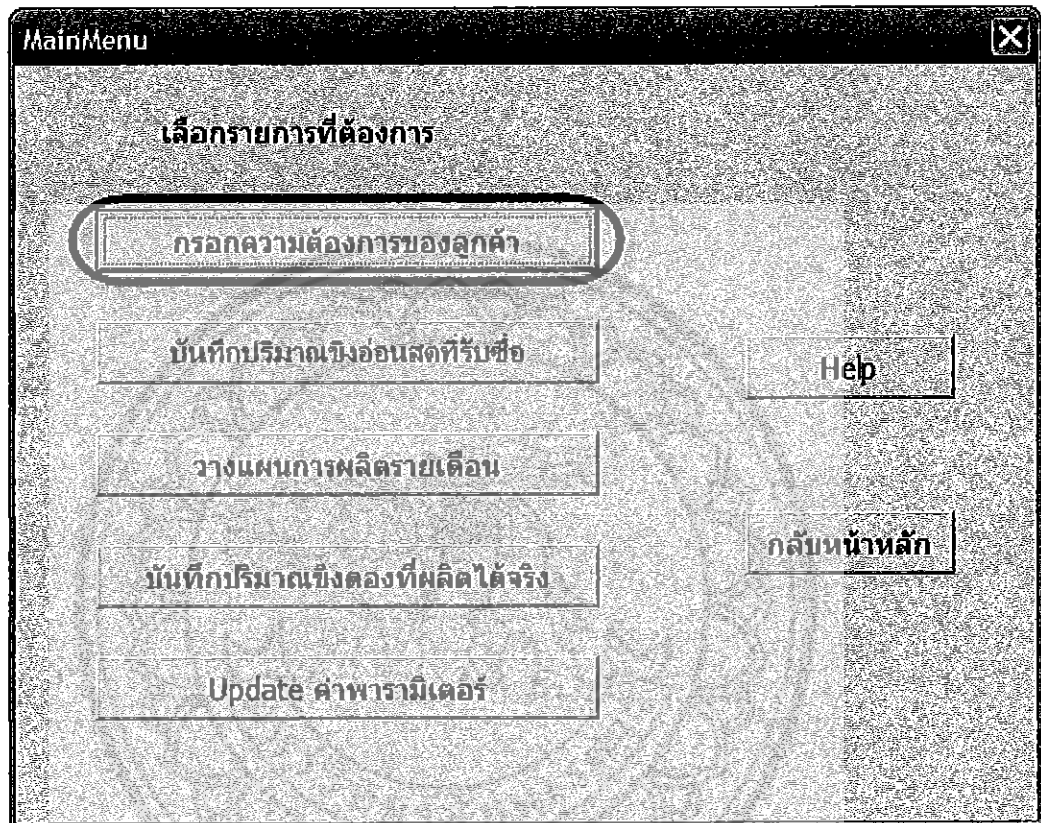 MainMenu
เลือกรายการที่ต้องการ
กรอกความต้องการของลูกค้า
บันทึกปริมาณขิงอ่อนสดที่รับซื้อ
Help
วางแผนการผลิตรายเดือน
กลับหน้าหลัก
บันทึกปริมาณขิงดองที่ผลิตได้จริง
Update ค่าพารามิเตอร์